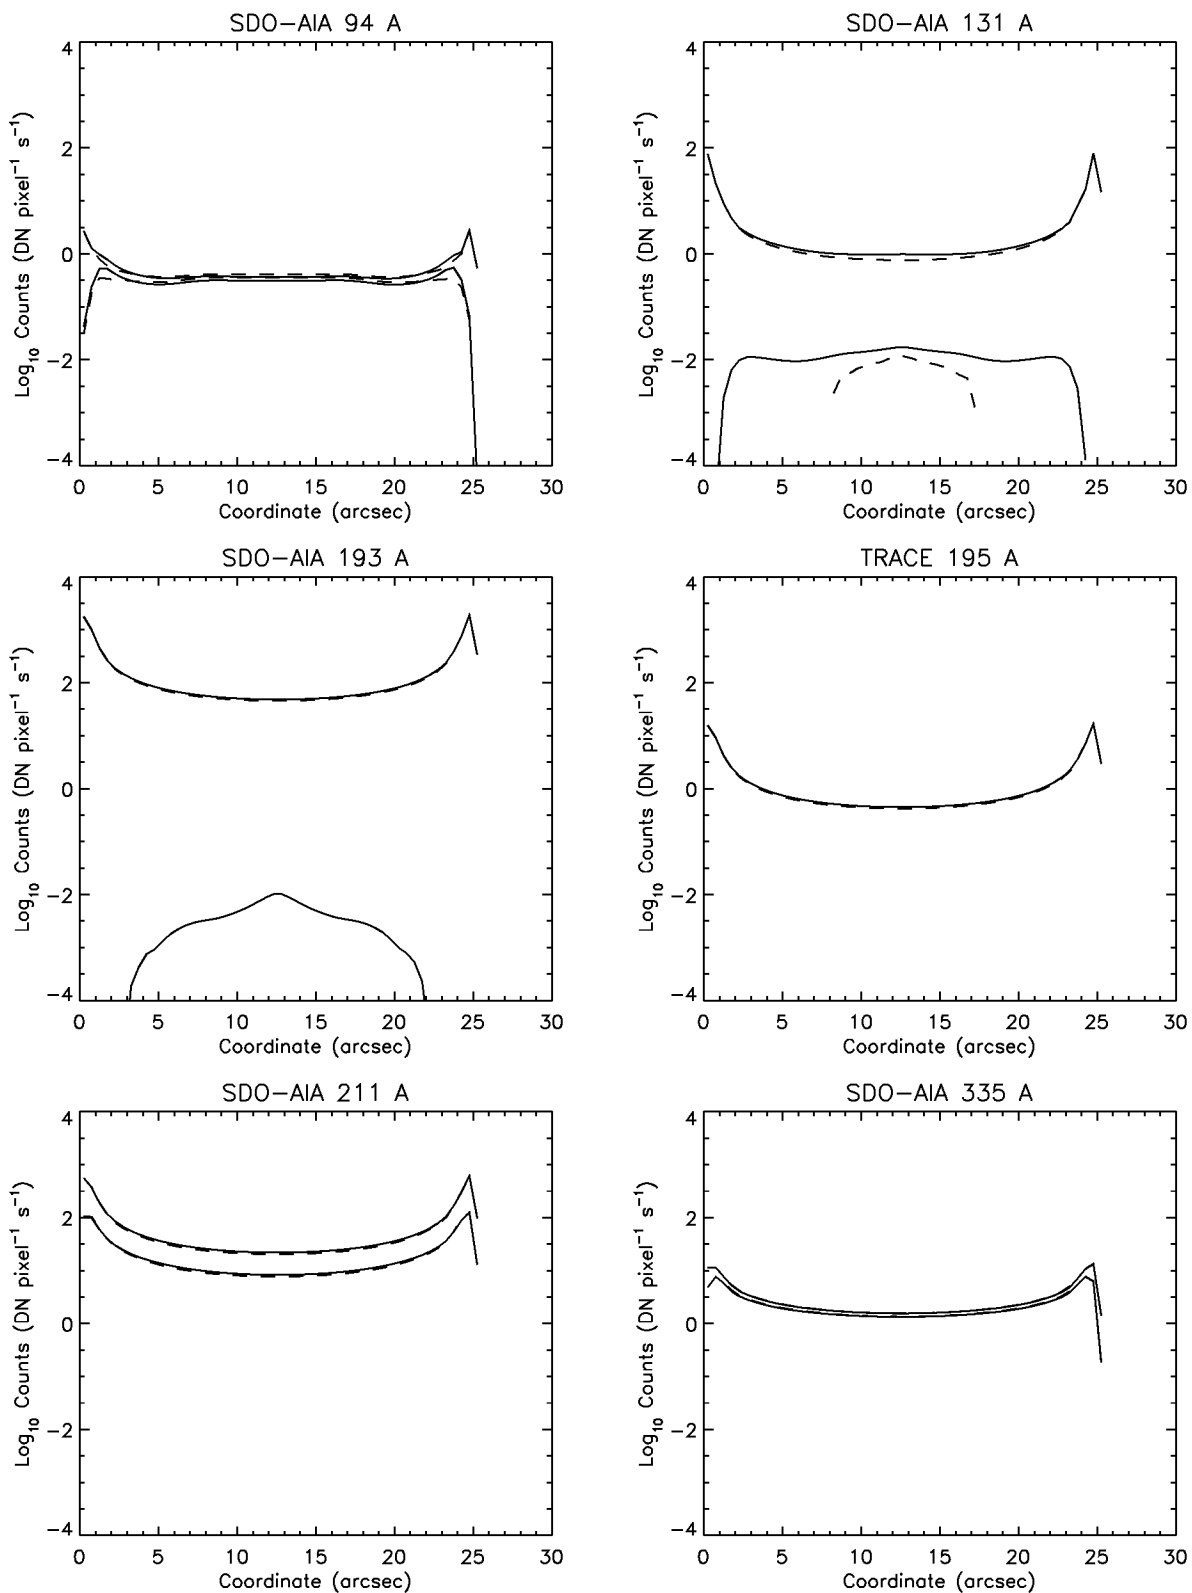 SDO-AIA 94 A
SDO-AIA 131 A
Log10 Counts (DN pixel-1 s-1)
4
2
0
-2
-4
0 5 10 15 20 25 30
Coordinate (arcsec)
Log10 Counts (DN pixel-1 s-1)
4
2
0
-2
-4
0 5 10 15 20 25 30
Coordinate (arcsec)
SDO-AIA 193 A
TRACE 195 A
Log10 Counts (DN pixel-1 s-1)
4
2
0
-2
-4
0 5 10 15 20 25 30
Coordinate (arcsec)
Log10 Counts (DN pixel-1 s-1)
4
2
0
-2
-4
0 5 10 15 20 25 30
Coordinate (arcsec)
SDO-AIA 211 A
SDO-AIA 335 A
Log10 Counts (DN pixel-1 s-1)
4
2
0
-2
-4
0 5 10 15 20 25 30
Coordinate (arcsec)
Log10 Counts (DN pixel-1 s-1)
4
2
0
-2
-4
0 5 10 15 20 25 30
Coordinate (arcsec)